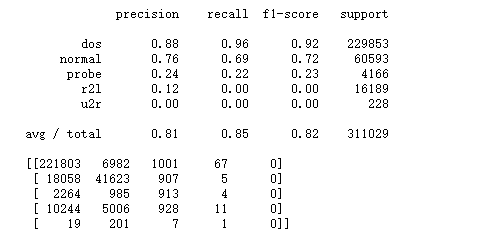 precision recall f1-score support
dos 0.88 0.96 0.92 229853
normal 0.76 0.69 0.72 60593
probe 0.24 0.22 0.23 4166
r2l 0.12 0.00 0.00 16189
u2r 0.00 0.00 0.00 228
avg / total 0.81 0.85 0.82 311029
[[221803 6982 1001 67 0]
[ 18058 41623 907 5 0]
[ 2264 985 913 4 0]
[ 10244 5006 928 11 0]
[ 19 201 7 1 0]]